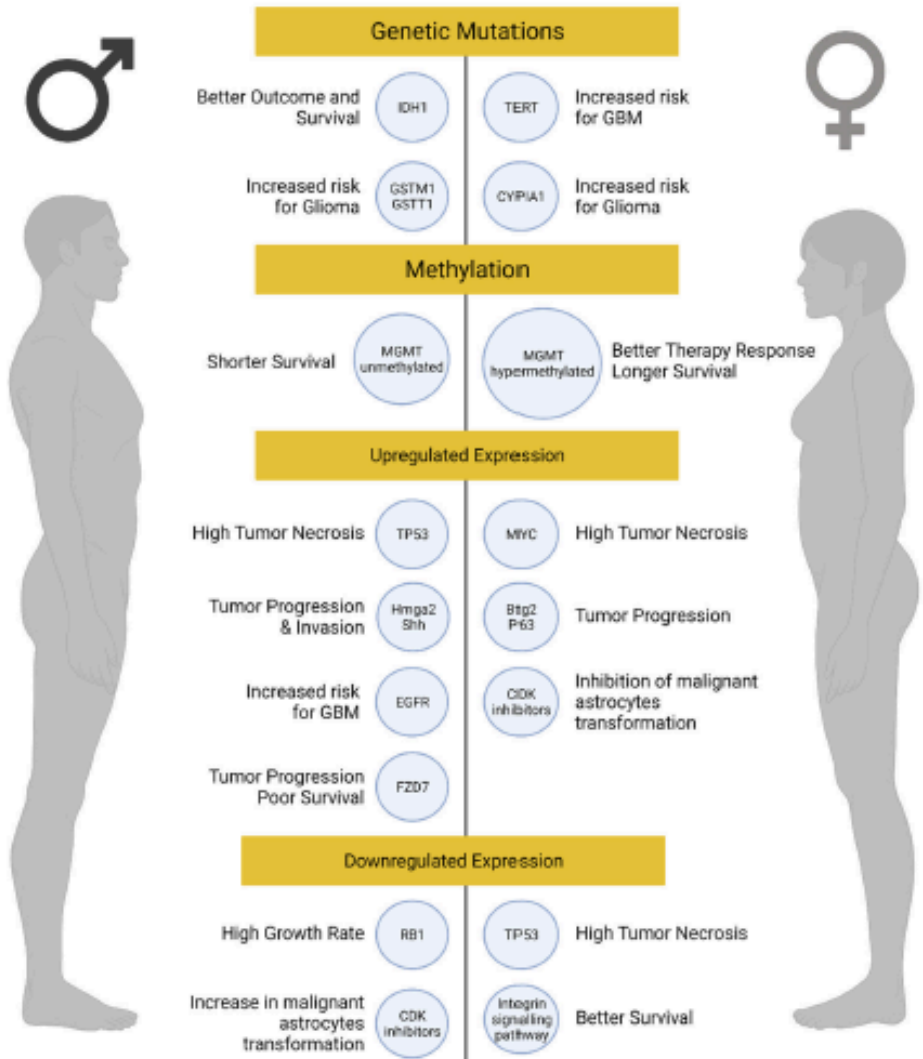 Genetic Mutations
Better Outcome and
Survival
IDH1
TERT
Increased risk
for GBM
Increased risk
for Glioma
GSTM1
GSTT1
CYPIA1
Increased risk
for Glioma
Methylation
Shorter Survival
MGMT
unmethylated
MGMT
hypermethylated
Better Therapy Response
Longer Survival
Upregulated Expression
High Tumor Necrosis
TP53
MYC
High Tumor Necrosis
Tumor Progression
& Invasion
Hmga2
Shh
Btg2
P63
Tumor Progression
Increased risk
for GBM
EGFR
CDK
inhibitors
Inhibition of malignant
astrocytes
transformation
Tumor Progression
Poor Survival
FZD7
Downregulated Expression
High Growth Rate
RB1
TP53
High Tumor Necrosis
Increase in malignant
astrocytes
transformation
CDK
inhibitors
Integrin
signalling
pathway
Better Survival